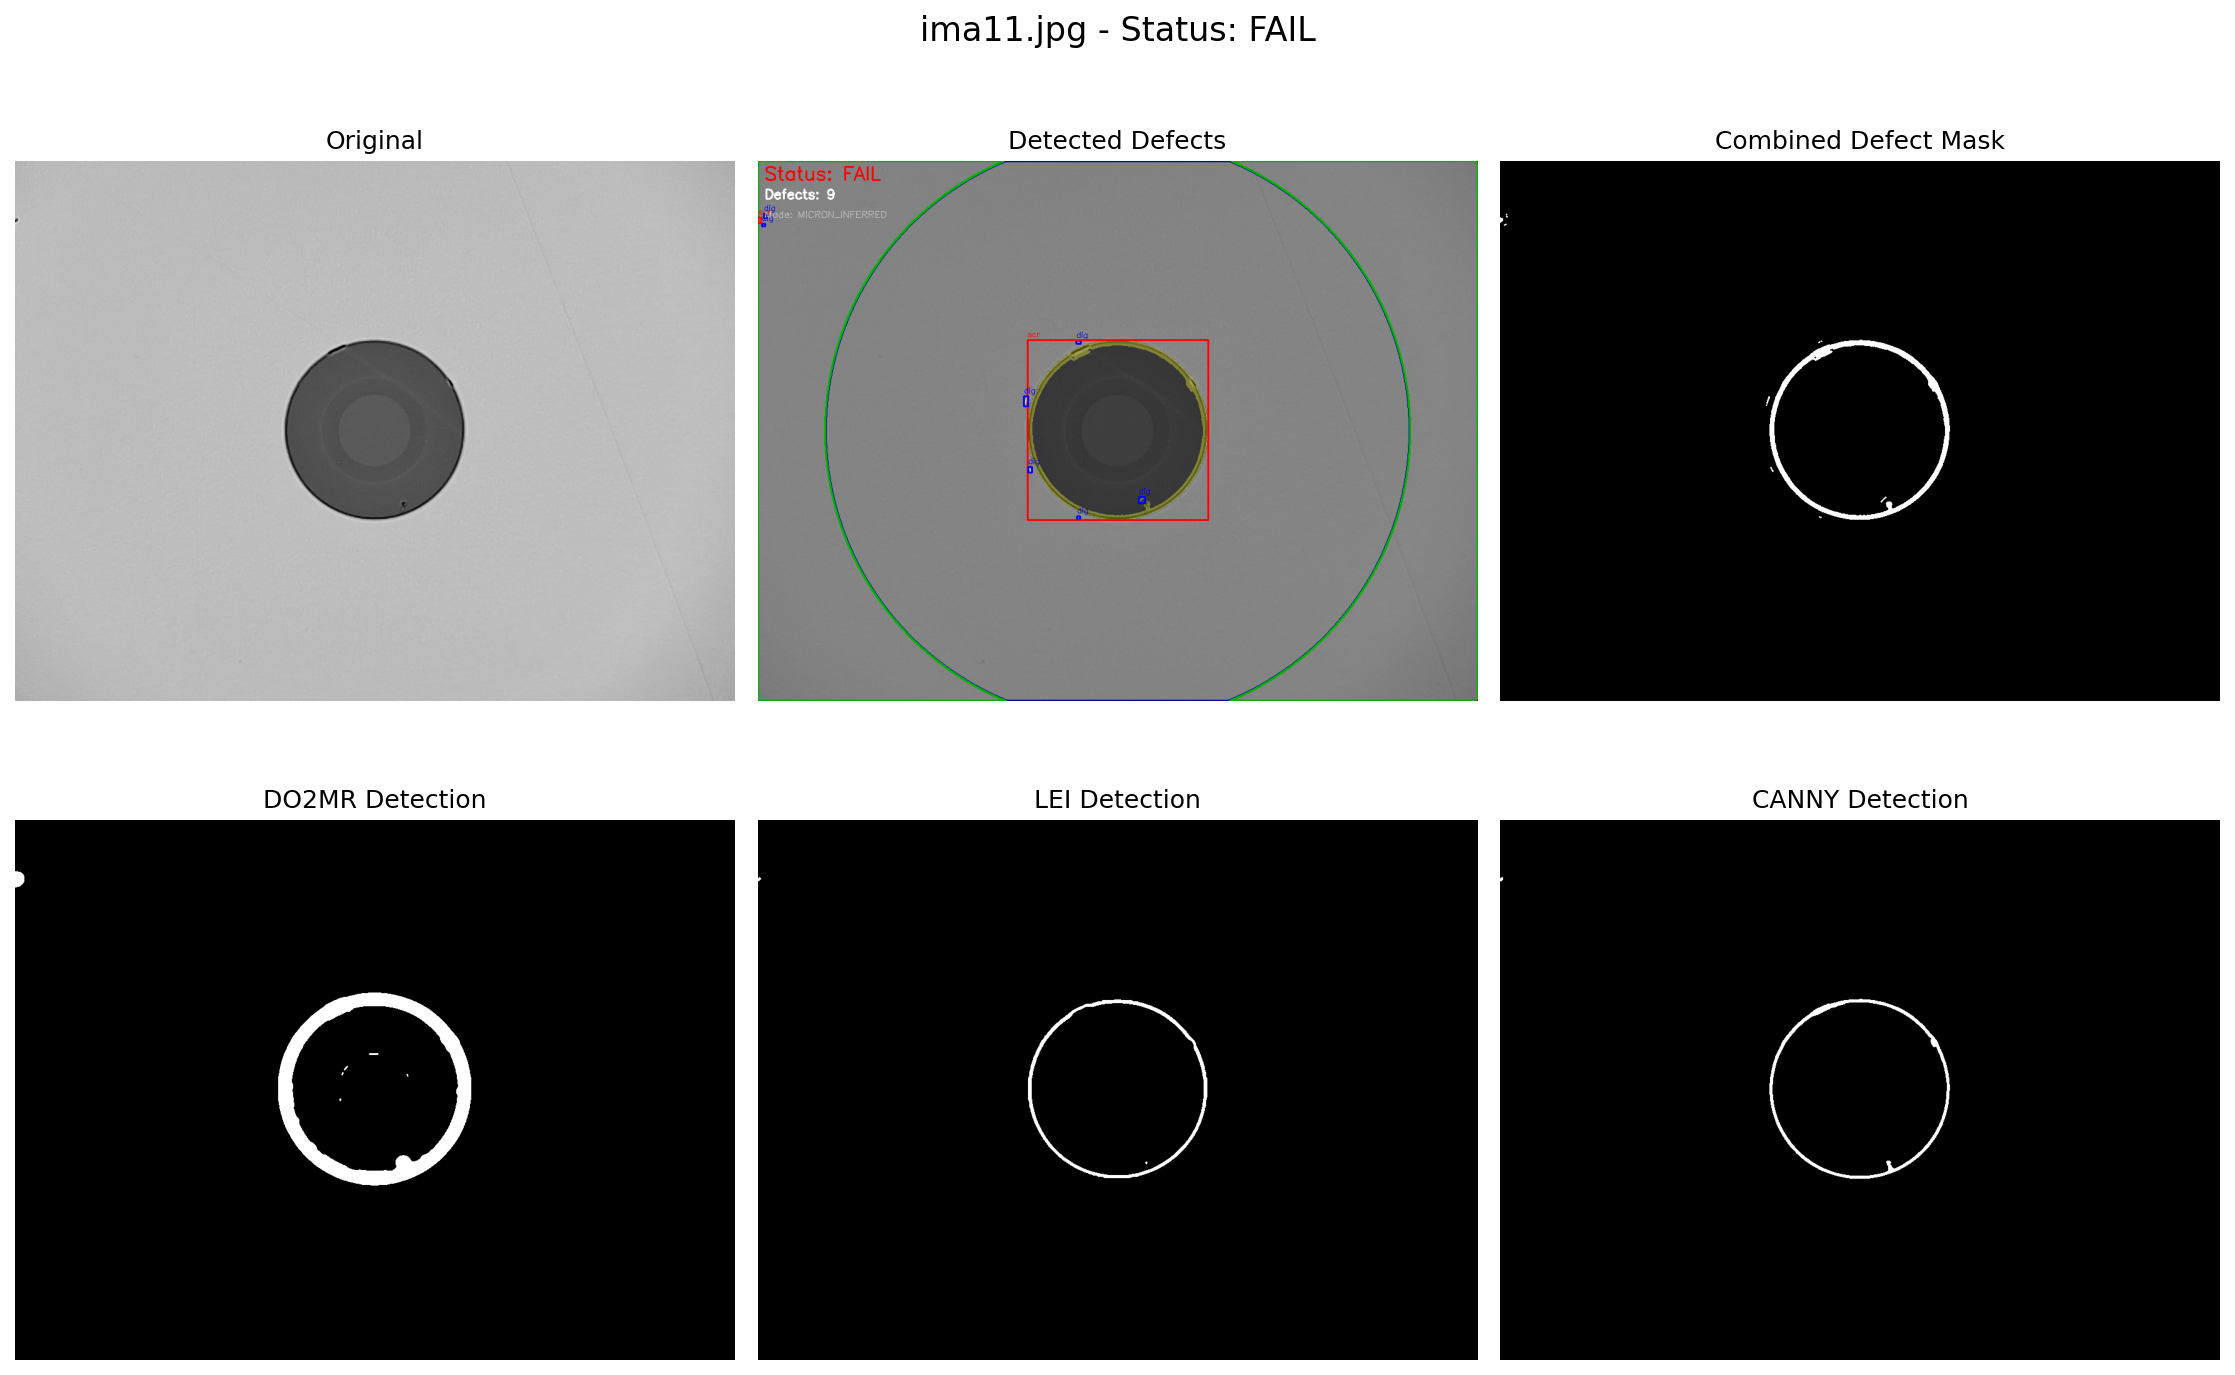 ima11.jpg - Status: FAIL
Original
Detected Defects
Combined Defect Mask
Status: FAIL
Defects: 9
Mode: MICRON_INFERRED
dig
dig
scr
dig
dig
dig
dig
dig
DO2MR Detection
LEI Detection
CANNY Detection